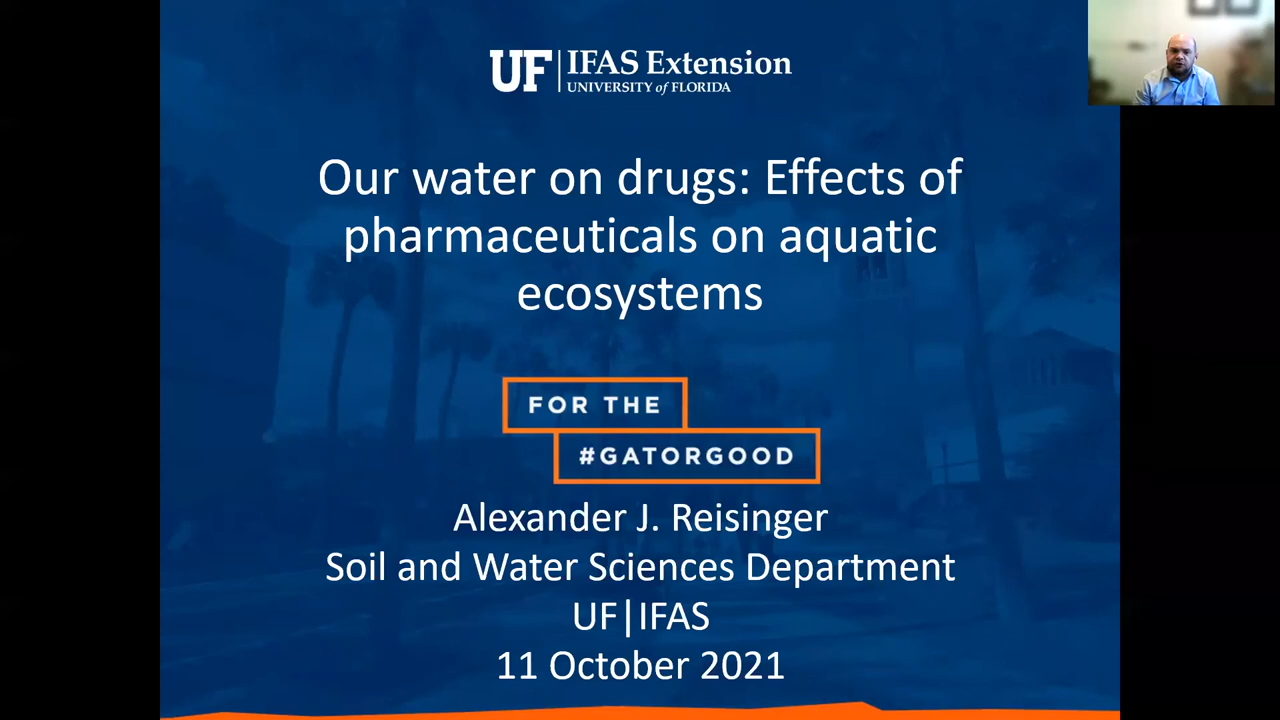 UF | IFAS Extension
UNIVERSITY of FLORIDA
Our water on drugs: Effects of
pharmaceuticals on aquatic
ecosystems
FOR THE
#GATORGOOD
Alexander J. Reisinger
Soil and Water Sciences Department
UF|IFAS
11 October 2021